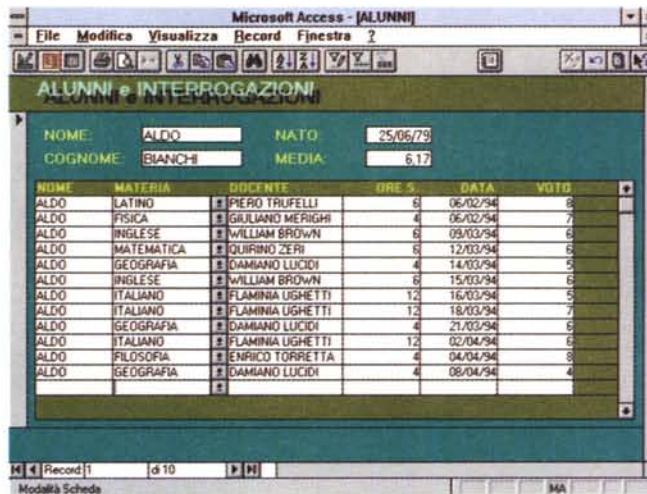 Microsoft Access - [ALUNNI]
File Modifica Visualizza Record Finestra ?
ALUNNI e INTERROGAZIONI
NOME: ALDO NATO: 25/06/79
COGNOME: BIANCHI MEDIA: 6,17
NOME MATERIA DOCENTE ORE S. DATA VOTO
ALDO LATINO PIERO TRUFELLI 6 06/02/94 8
ALDO FISICA GIULIANO MERIGHI 4 06/02/94 7
ALDO INGLESE WILLIAM BROWN 6 09/03/94 6
ALDO MATEMATICA QUIRINO ZERI 6 12/03/94 6
ALDO GEOGRAFIA DAMIANO LUCIDI 4 14/03/94 5
ALDO INGLESE WILLIAM BROWN 6 15/03/94 6
ALDO ITALIANO FLAMINIA UGHETTI 12 16/03/94 5
ALDO ITALIANO FLAMINIA UGHETTI 12 18/03/94 7
ALDO GEOGRAFIA DAMIANO LUCIDI 4 21/03/94 6
ALDO ITALIANO FLAMINIA UGHETTI 12 02/04/94 6
ALDO FILOSOFIA ENRICO TORRETTA 4 04/04/94 8
ALDO GEOGRAFIA DAMIANO LUCIDI 4 08/04/94 4
Record: 1 di 10
Modalità Scheda MA